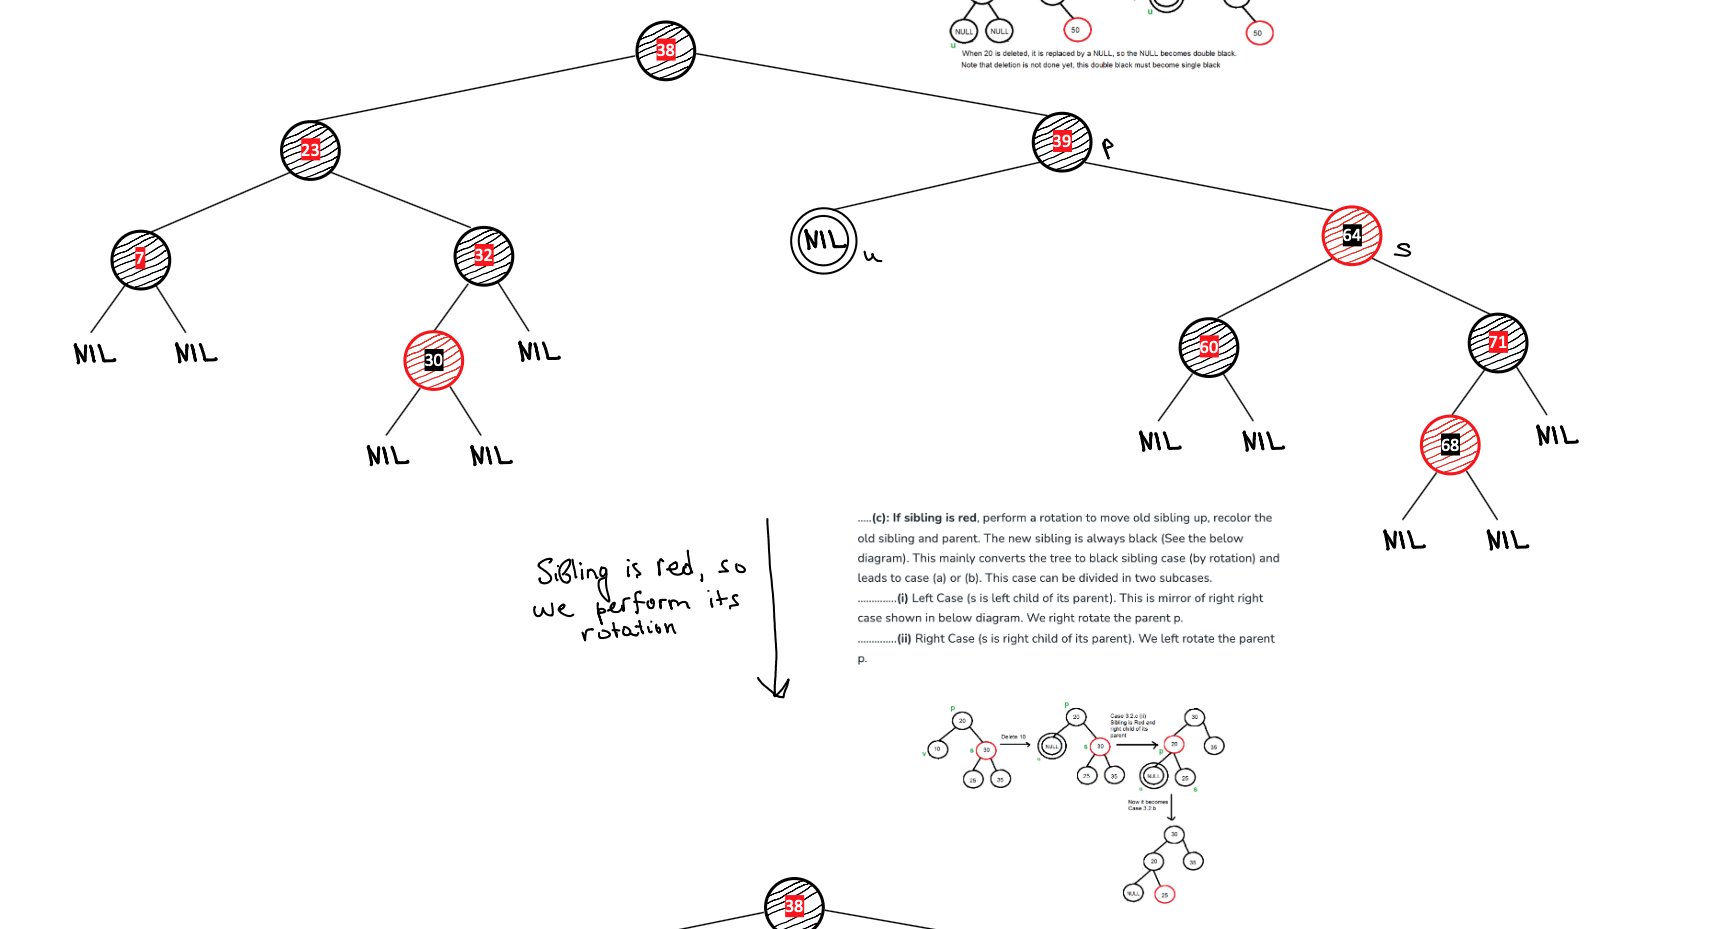 NULL NULL 50 50
u
u
When 20 is deleted, it is replaced by a NULL, so the NULL becomes double black.
Note that deletion is not done yet, this double black must become single black
38
23
39 P
7 32
NIL u
64 S
NIL NIL 30 NIL
60 71
NIL NIL
NIL NIL 68 NIL
NIL NIL
Sibling is red, so
we perform its
rotation
.....(c): If sibling is red, perform a rotation to move old sibling up, recolor the
old sibling and parent. The new sibling is always black (See the below
diagram). This mainly converts the tree to black sibling case (by rotation) and
leads to case (a) or (b). This case can be divided in two subcases.
..............(i) Left Case (s is left child of its parent). This is mirror of right right
case shown in below diagram. We right rotate the parent p.
..............(ii) Right Case (s is right child of its parent). We left rotate the parent
p.
p
20
v 10 s 30
25 35
Delete 10
p
20
NULL s 30
u
25 35
Case 3.2.c (ii)
Sibling is Red and
right child of its
parent
30
p 20 35
NULL 25
u s
Now it becomes
Case 3.2.b
30
20 35
NULL 25
38